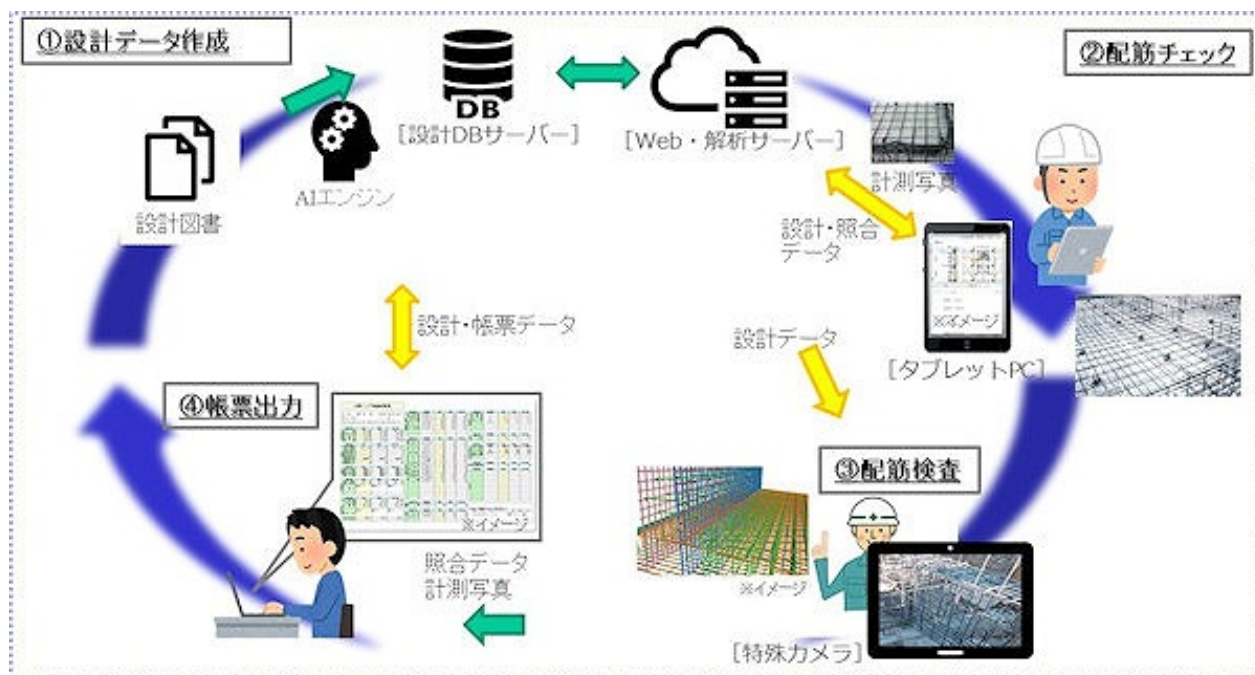 ①設計データ作成
②配筋チェック
DB
[設計DBサーバー]
[Web・解析サーバー]
設計図書
AIエンジン
計測写真
設計・照合
データ
※イメージ
[タブレットPC]
設計・帳票データ
設計データ
④帳票出力
※イメージ
③配筋検査
※イメージ
照合データ
計測写真
[特殊カメラ]